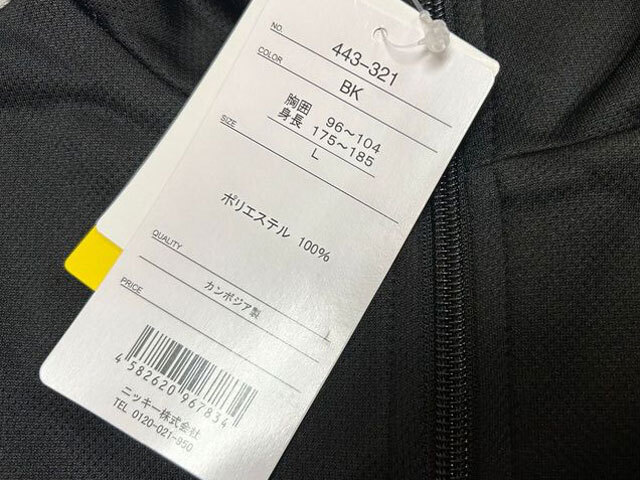 NO. 443-321
COLOR BK
胸囲 96〜104
身長 175〜185
SIZE L
ポリエステル 100%
QUALITY
カンボジア製
PRICE
4 582620 967834
ニッキー株式会社
TEL 0120-021-950